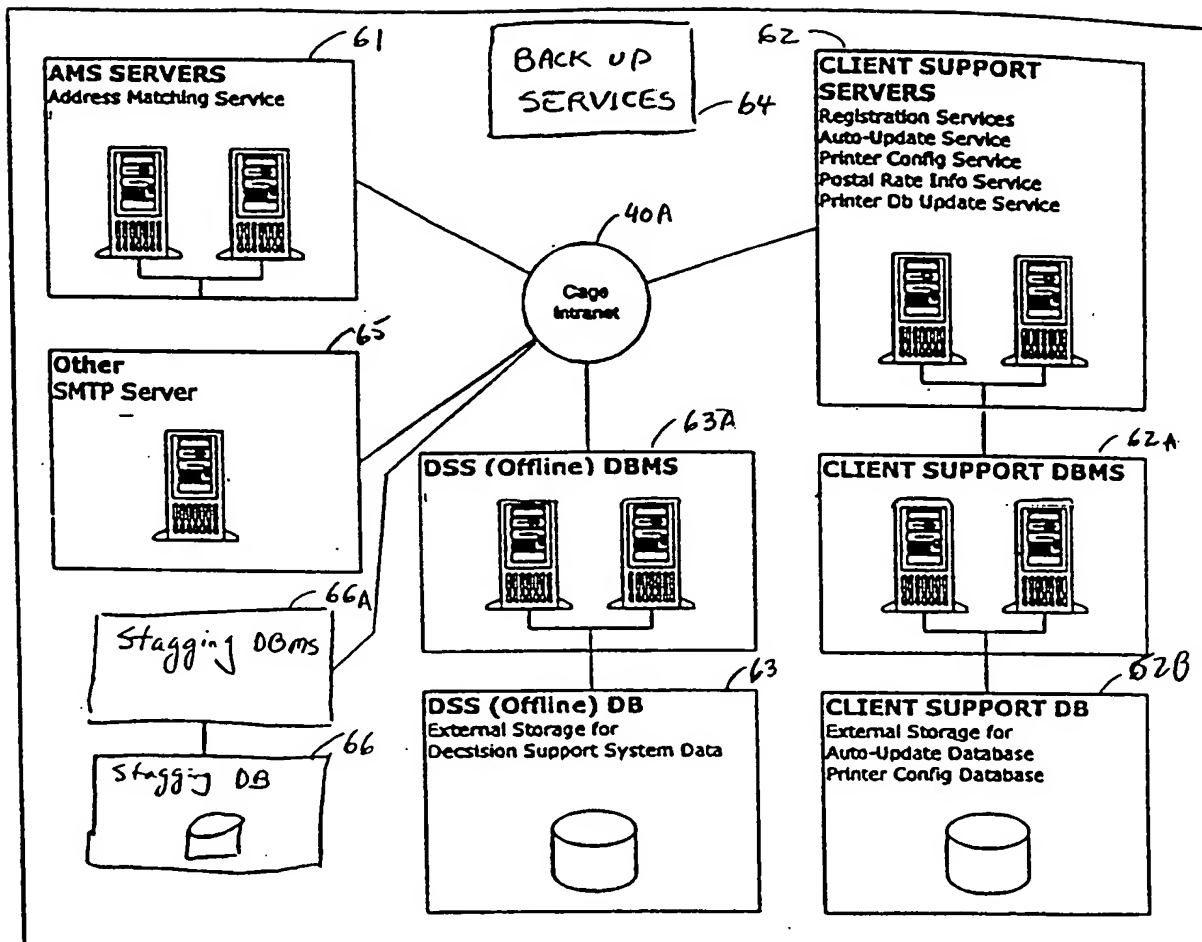 61
AMS SERVERS
Address Matching Service
BACK UP
SERVICES
64
62
CLIENT SUPPORT
SERVERS
Registration Services
Auto-Update Service
Printer Config Service
Postal Rate Info Service
Printer Db Update Service
40A
Cage
Intranet
65
Other
SMTP Server
63A
DSS (Offline) DBMS
62A
CLIENT SUPPORT DBMS
66A
Stagging DBms
66
Stagging DB
63
DSS (Offline) DB
External Storage for
Decsision Support System Data
62B
CLIENT SUPPORT DB
External Storage for
Auto-Update Database
Printer Config Database